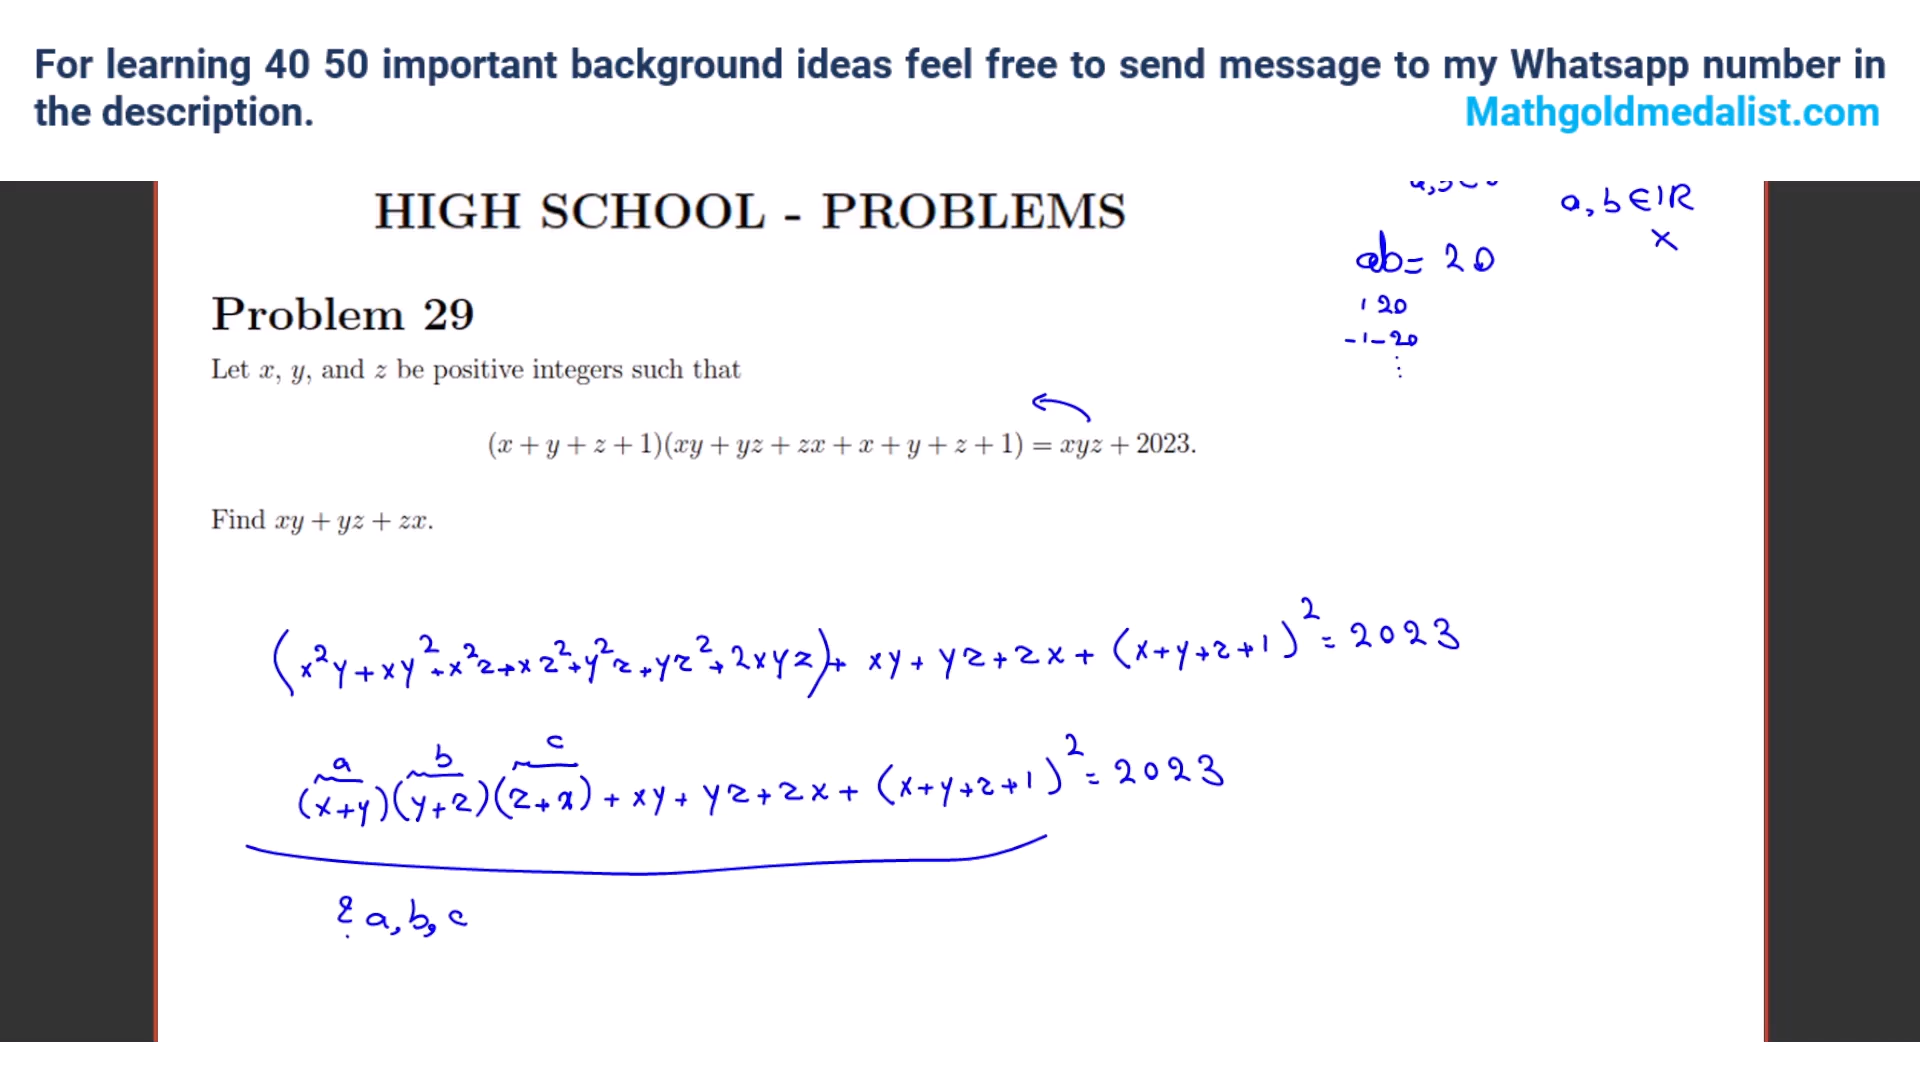 For learning 40 50 important background ideas feel free to send message to my Whatsapp number in
the description.
Mathgoldmedalist.com
HIGH SCHOOL - PROBLEMS
a, b ∈ IR
x
ab = 20
1 20
-1 -20
⋮
Problem 29
Let x, y, and z be positive integers such that
(x + y + z + 1)(xy + yz + zx + x + y + z + 1) = xyz + 2023.
Find xy + yz + zx.
(x²y + xy² + x²z + xz² + y²z + yz² + 2xyz) + xy + yz + zx + (x+y+z+1)² = 2023
a b c
(x+y)(y+z)(z+x) + xy + yz + zx + (x+y+z+1)² = 2023
? a, b, c